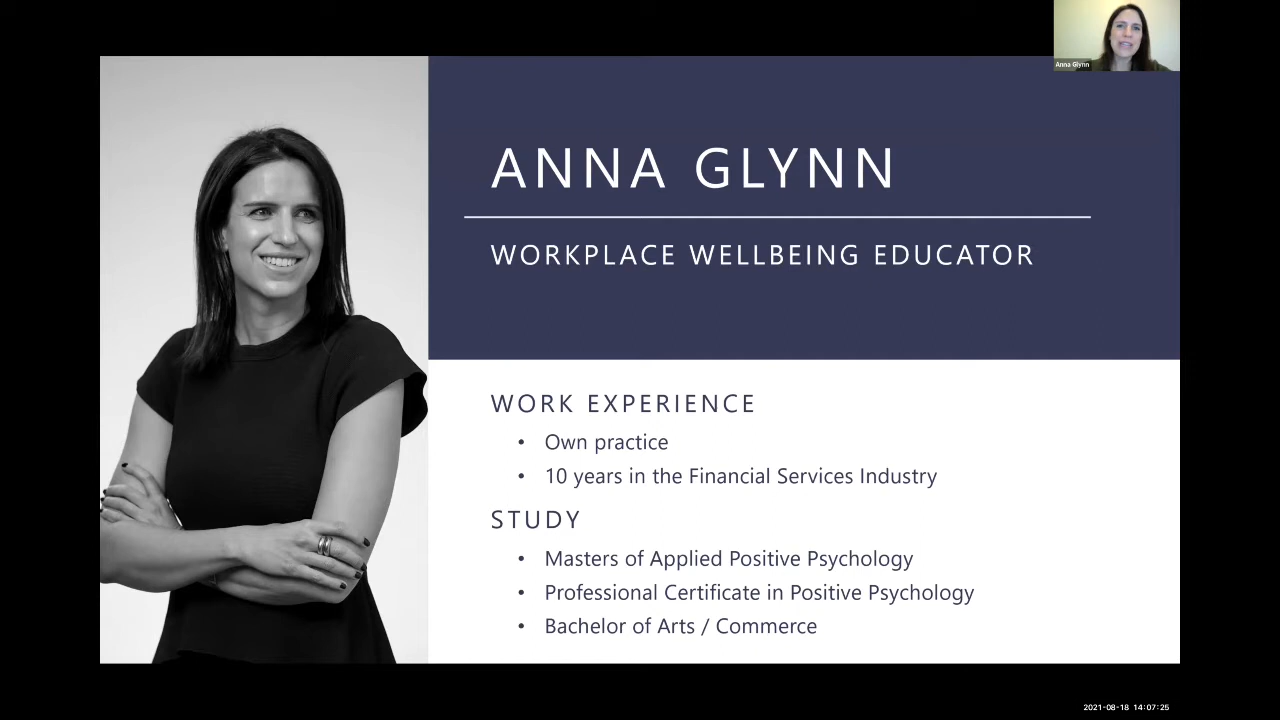 Anna Glynn
ANNA GLYNN
WORKPLACE WELLBEING EDUCATOR
WORK EXPERIENCE
• Own practice
• 10 years in the Financial Services Industry
STUDY
• Masters of Applied Positive Psychology
• Professional Certificate in Positive Psychology
• Bachelor of Arts / Commerce
2021-08-18 14:07:25